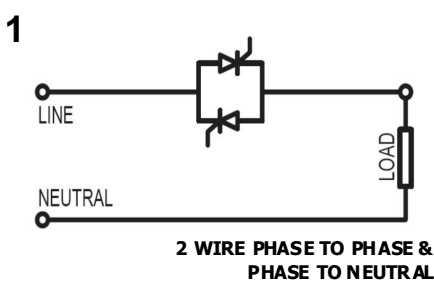 1
LINE
LOAD
NEUTRAL
2 WIRE PHASE TO PHASE &
PHASE TO NEUTRAL